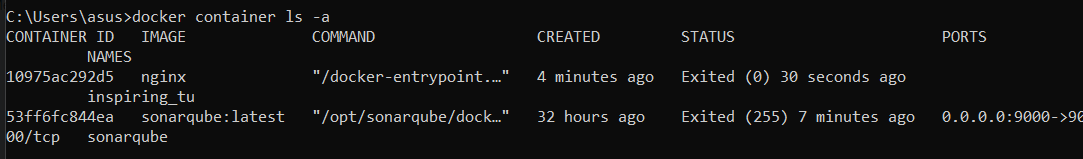 C:\Users\asus>docker container ls -a
CONTAINER ID   IMAGE              COMMAND                  CREATED         STATUS                       PORTS
         NAMES
10975ac292d5   nginx              "/docker-entrypoint.…"   4 minutes ago   Exited (0) 30 seconds ago
         inspiring_tu
53ff6fc844ea   sonarqube:latest   "/opt/sonarqube/dock…"   32 hours ago    Exited (255) 7 minutes ago   0.0.0.0:9000->90
00/tcp   sonarqube